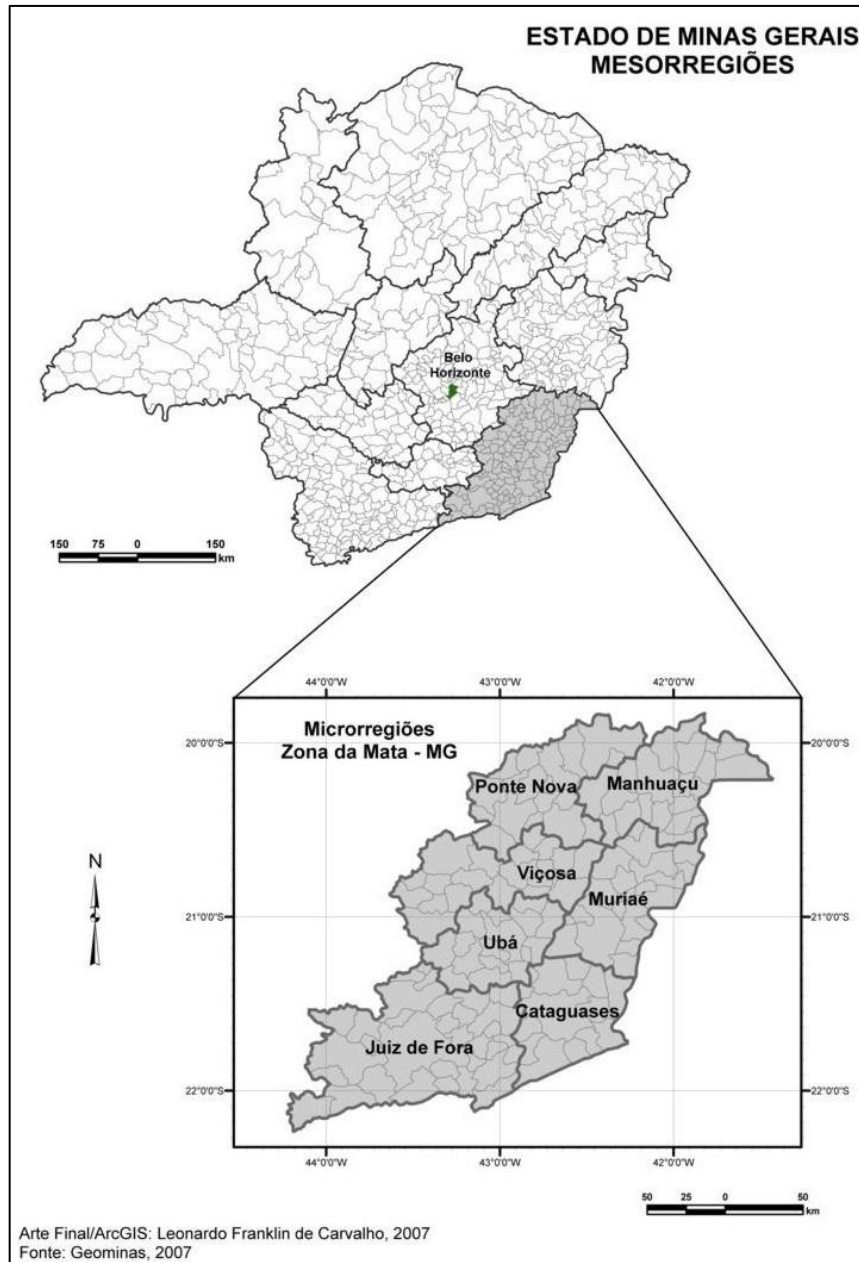 ESTADO DE MINAS GERAIS
MESORREGIÕES
Belo
Horizonte
150 75 0 150
km
44°0'0"W 43°0'0"W 42°0'0"W
Microrregiões
Zona da Mata - MG
20°0'0"S 20°0'0"S
Ponte Nova Manhuaçu
N
Viçosa
Muriaé
21°0'0"S 21°0'0"S
Ubá
Cataguases
Juiz de Fora
22°0'0"S 22°0'0"S
44°0'0"W 43°0'0"W 42°0'0"W
50 25 0 50
km
Arte Final/ArcGIS: Leonardo Franklin de Carvalho, 2007
Fonte: Geominas, 2007